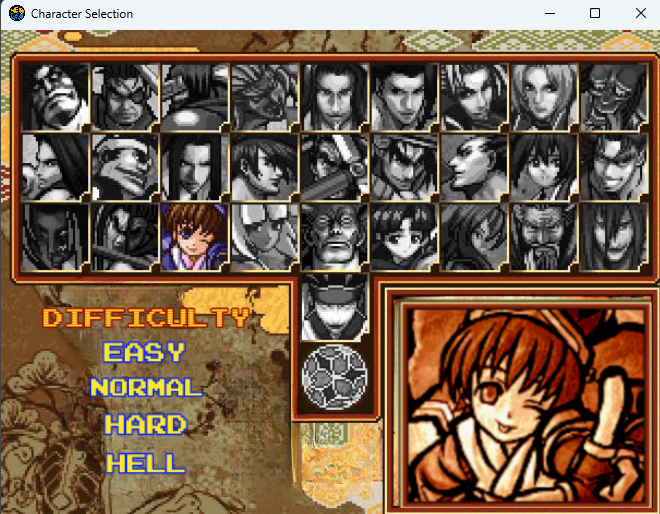 Character Selection
DIFFICULTY
EASY
NORMAL
HARD
HELL